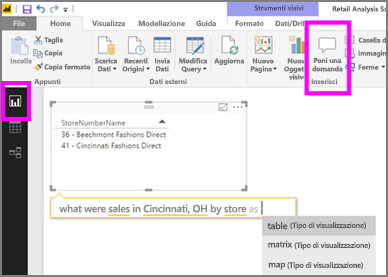 Strumenti visivi
Retail Analysis S
File
Home
Visualizza
Modellazione
Guida
Formato
Dati/Dril
Incolla
Taglia
Copia
Copia formato
Appunti
Scarica Dati
Recenti Origini
Invia Dati
Modifica Query
Dati esterni
Aggiorna
Nuovo Pagina
Nuovo Oggetto visivo
Poni una domanda
Inserisci
Casella d
Immagin
Forme
StoreNumberName
36 - Beechmont Fashions Direct
41 - Cincinnati Fashions Direct
what were sales in Cincinnati, OH by store as
table (Tipo di visualizzazione)
matrix (Tipo di visualizzazione)
map (Tipo di visualizzazione)